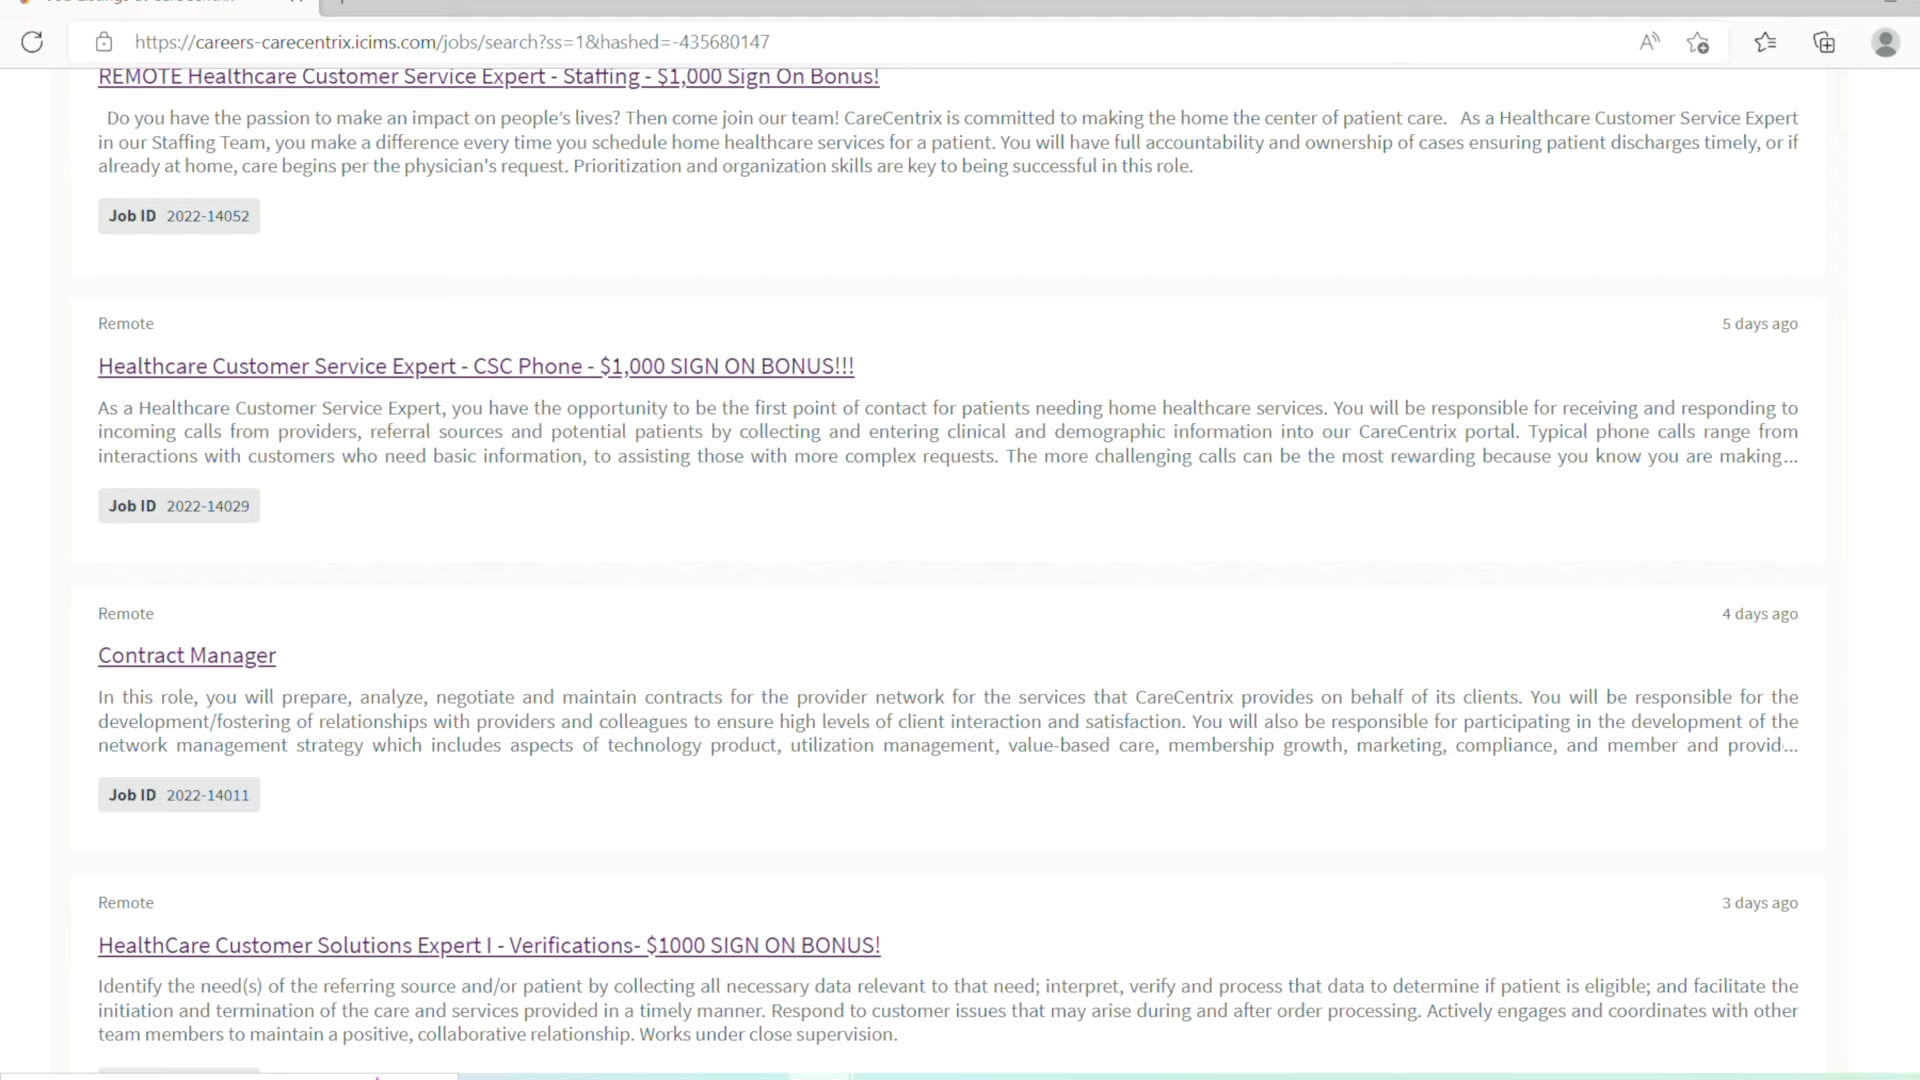 https://careers-carecentrix.icims.com/jobs/search?ss=1&hashed=-435680147
REMOTE Healthcare Customer Service Expert - Staffing - $1,000 Sign On Bonus!
Do you have the passion to make an impact on people’s lives? Then come join our team! CareCentrix is committed to making the home the center of patient care. As a Healthcare Customer Service Expert
in our Staffing Team, you make a difference every time you schedule home healthcare services for a patient. You will have full accountability and ownership of cases ensuring patient discharges timely, or if
already at home, care begins per the physician's request. Prioritization and organization skills are key to being successful in this role.
Job ID 2022-14052
Remote 5 days ago
Healthcare Customer Service Expert - CSC Phone - $1,000 SIGN ON BONUS!!!
As a Healthcare Customer Service Expert, you have the opportunity to be the first point of contact for patients needing home healthcare services. You will be responsible for receiving and responding to
incoming calls from providers, referral sources and potential patients by collecting and entering clinical and demographic information into our CareCentrix portal. Typical phone calls range from
interactions with customers who need basic information, to assisting those with more complex requests. The more challenging calls can be the most rewarding because you know you are making...
Job ID 2022-14029
Remote 4 days ago
Contract Manager
In this role, you will prepare, analyze, negotiate and maintain contracts for the provider network for the services that CareCentrix provides on behalf of its clients. You will be responsible for the
development/fostering of relationships with providers and colleagues to ensure high levels of client interaction and satisfaction. You will also be responsible for participating in the development of the
network management strategy which includes aspects of technology product, utilization management, value-based care, membership growth, marketing, compliance, and member and provid...
Job ID 2022-14011
Remote 3 days ago
HealthCare Customer Solutions Expert I - Verifications- $1000 SIGN ON BONUS!
Identify the need(s) of the referring source and/or patient by collecting all necessary data relevant to that need; interpret, verify and process that data to determine if patient is eligible; and facilitate the
initiation and termination of the care and services provided in a timely manner. Respond to customer issues that may arise during and after order processing. Actively engages and coordinates with other
team members to maintain a positive, collaborative relationship. Works under close supervision.